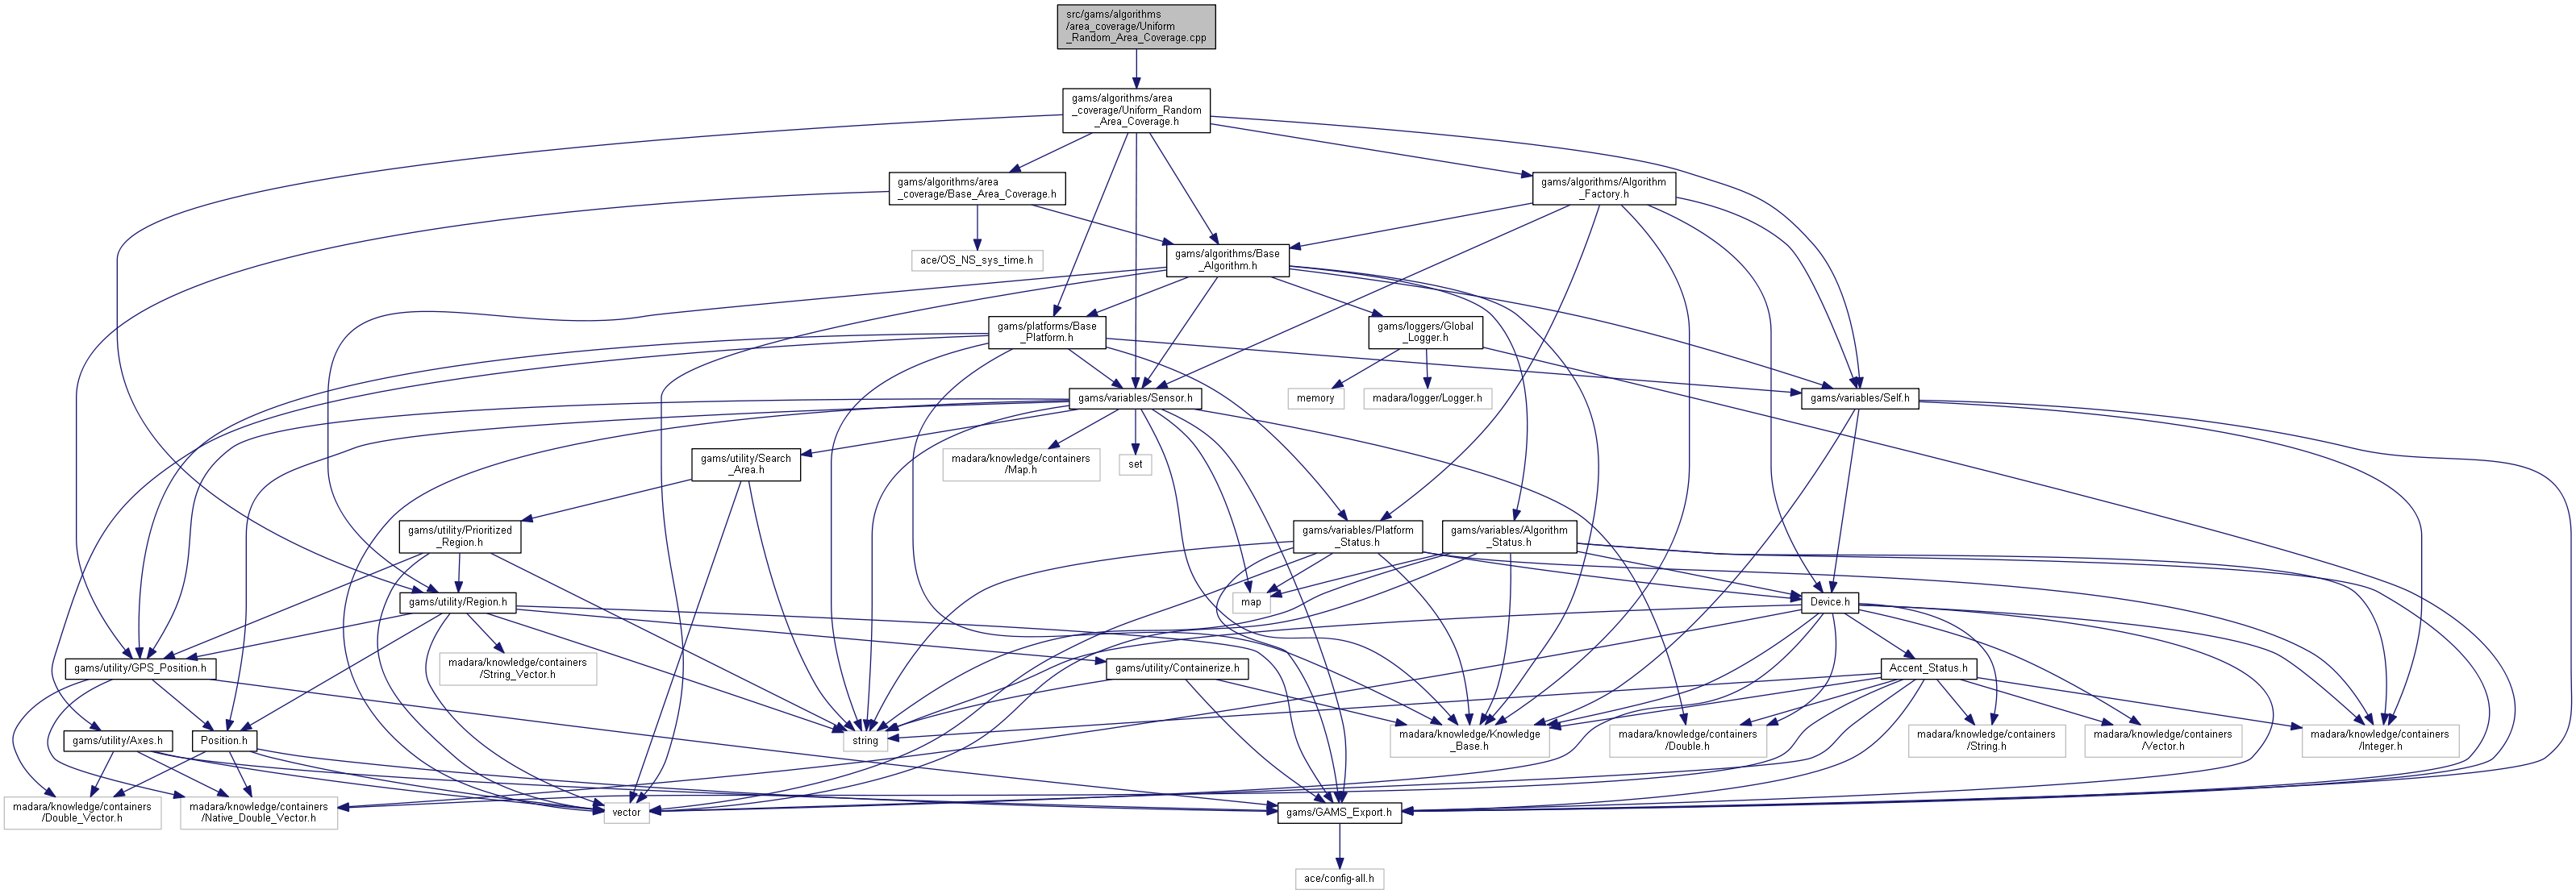 src/gams/algorithms
/area_coverage/Uniform
_Random_Area_Coverage.cpp
gams/algorithms/area
_coverage/Uniform_Random
_Area_Coverage.h
gams/algorithms/area
_coverage/Base_Area_Coverage.h
gams/algorithms/Algorithm
_Factory.h
ace/OS_NS_sys_time.h
gams/algorithms/Base
_Algorithm.h
gams/platforms/Base
_Platform.h
gams/loggers/Global
_Logger.h
gams/variables/Sensor.h
memory
madara/logger/Logger.h
gams/variables/Self.h
gams/utility/Search
_Area.h
madara/knowledge/containers
/Map.h
set
gams/utility/Prioritized
_Region.h
gams/variables/Platform
_Status.h
gams/variables/Algorithm
_Status.h
gams/utility/Region.h
map
Device.h
gams/utility/GPS_Position.h
madara/knowledge/containers
/String_Vector.h
gams/utility/Containerize.h
Accent_Status.h
gams/utility/Axes.h
Position.h
string
madara/knowledge/Knowledge
_Base.h
madara/knowledge/containers
/Double.h
madara/knowledge/containers
/String.h
madara/knowledge/containers
/Vector.h
madara/knowledge/containers
/Integer.h
madara/knowledge/containers
/Double_Vector.h
madara/knowledge/containers
/Native_Double_Vector.h
vector
gams/GAMS_Export.h
ace/config-all.h